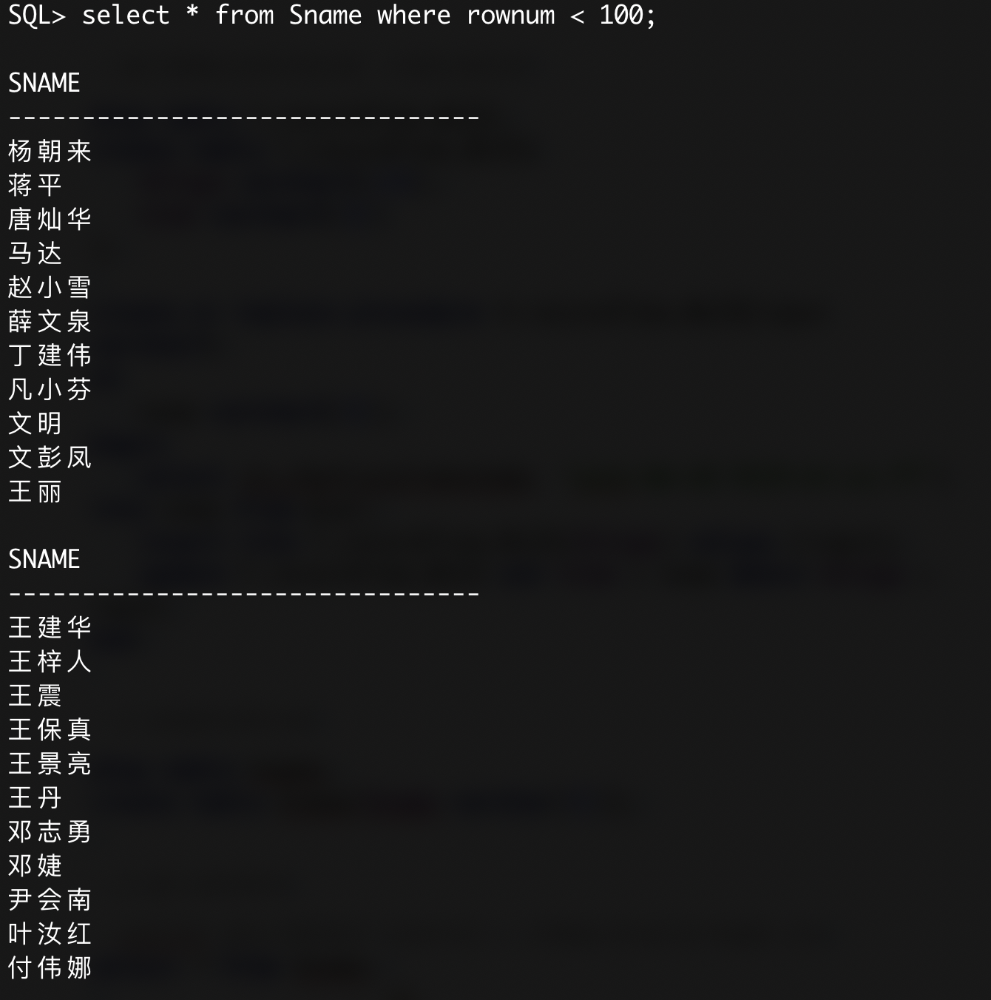 SQL> select * from Sname where rownum < 100;
SNAME
--------------------------------
杨朝来
蒋平
唐灿华
马达
赵小雪
薛文泉
丁建伟
凡小芬
文明
文彭凤
王丽
SNAME
--------------------------------
王建华
王梓人
王震
王保真
王景亮
王丹
邓志勇
邓婕
尹会南
叶汝红
付伟娜